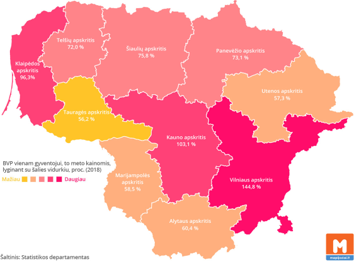 Telšių apskritis
72,0 %
Šiaulių apskritis
75,8 %
Panevėžio apskritis
73,1 %
Klaipėdos
apskritis
96,3%
Utenos apskritis
57,3 %
Tauragės apskritis
56,2 %
Kauno apskritis
103,1 %
BVP vienam gyventojui, to meto kainomis,
lyginant su šalies vidurkiu, proc. (2018)
Mažiau
Daugiau
Marijampolės
apskritis
58,5 %
Vilniaus apskritis
144,8 %
Alytaus apskritis
60,4 %
Šaltinis: Statistikos departamentas
M